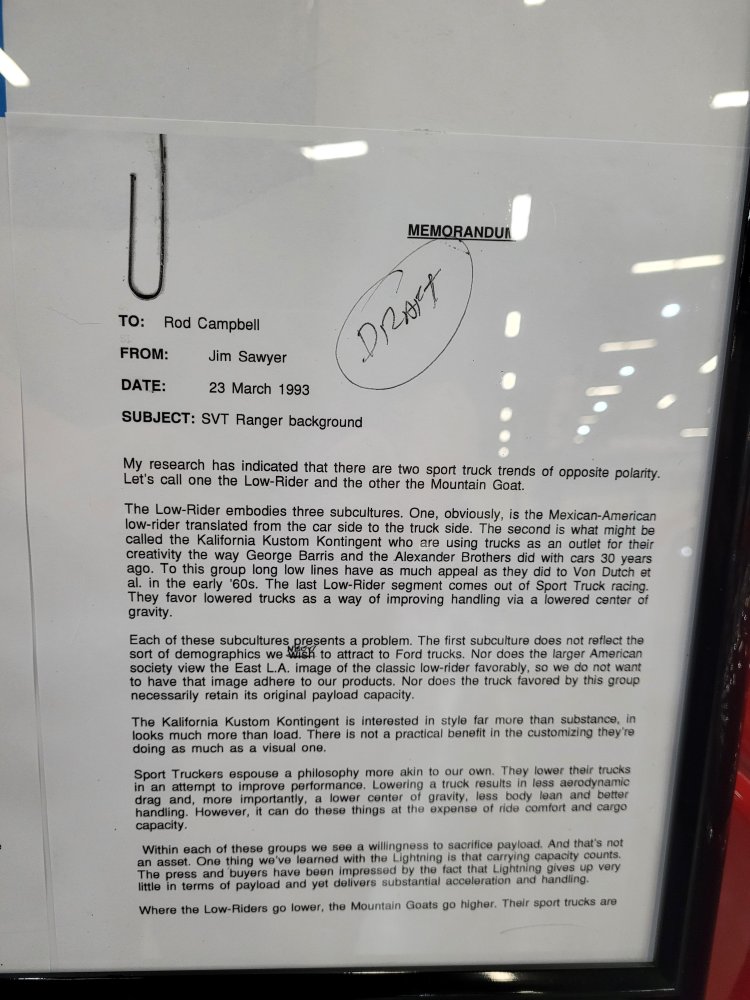 MEMORANDUM
DRAFT
TO: Rod Campbell
FROM: Jim Sawyer
DATE: 23 March 1993
SUBJECT: SVT Ranger background
My research has indicated that there are two sport truck trends of opposite polarity.
Let's call one the Low-Rider and the other the Mountain Goat.
The Low-Rider embodies three subcultures. One, obviously, is the Mexican-American
low-rider translated from the car side to the truck side. The second is what might be
called the Kalifornia Kustom Kontingent who are using trucks as an outlet for their
creativity the way George Barris and the Alexander Brothers did with cars 30 years
ago. To this group long low lines have as much appeal as they did to Von Dutch et
al. in the early '60s. The last Low-Rider segment comes out of Sport Truck racing.
They favor lowered trucks as a way of improving handling via a lowered center of
gravity.
Each of these subcultures presents a problem. The first subculture does not reflect the
sort of demographics we wish to attract to Ford trucks. Nor does the larger American
society view the East L.A. image of the classic low-rider favorably, so we do not want
to have that image adhere to our products. Nor does the truck favored by this group
necessarily retain its original payload capacity.
The Kalifornia Kustom Kontingent is interested in style far more than substance, in
looks much more than load. There is not a practical benefit in the customizing they're
doing as much as a visual one.
Sport Truckers espouse a philosophy more akin to our own. They lower their trucks
in an attempt to improve performance. Lowering a truck results in less aerodynamic
drag and, more importantly, a lower center of gravity, less body lean and better
handling. However, it can do these things at the expense of ride comfort and cargo
capacity.
Within each of these groups we see a willingness to sacrifice payload. And that's not
an asset. One thing we've learned with the Lightning is that carrying capacity counts.
The press and buyers have been impressed by the fact that Lightning gives up very
little in terms of payload and yet delivers substantial acceleration and handling.
Where the Low-Riders go lower, the Mountain Goats go higher. Their sport trucks are